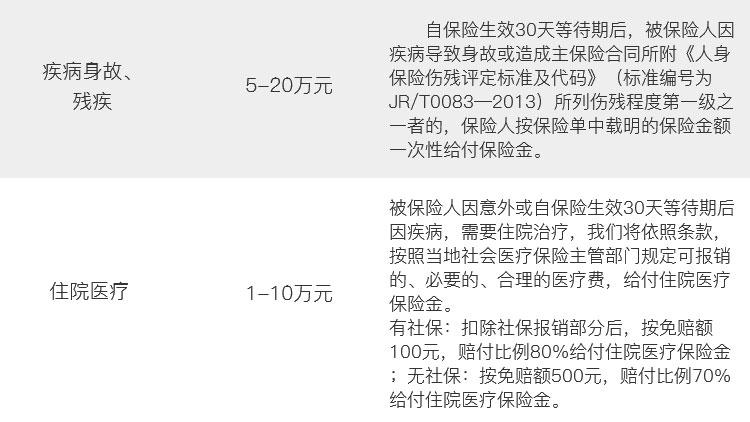 疾病身故、
残疾
5-20万元
自保险生效30天等待期后，被保险人因
疾病导致身故或造成主保险合同所附《人身
保险伤残评定标准及代码》（标准编号为
JR/T0083—2013）所列伤残程度第一级之
一者的，保险人按保险单中载明的保险金额
一次性给付保险金。
住院医疗
1-10万元
被保险人因意外或自保险生效30天等待期后
因疾病，需要住院治疗，我们将依照条款，
按照当地社会医疗保险主管部门规定可报销
的、必要的、合理的医疗费，给付住院医疗
保险金。
有社保：扣除社保报销部分后，按免赔额
100元，赔付比例80%给付住院医疗保险金
；无社保：按免赔额500元，赔付比例70%
给付住院医疗保险金。